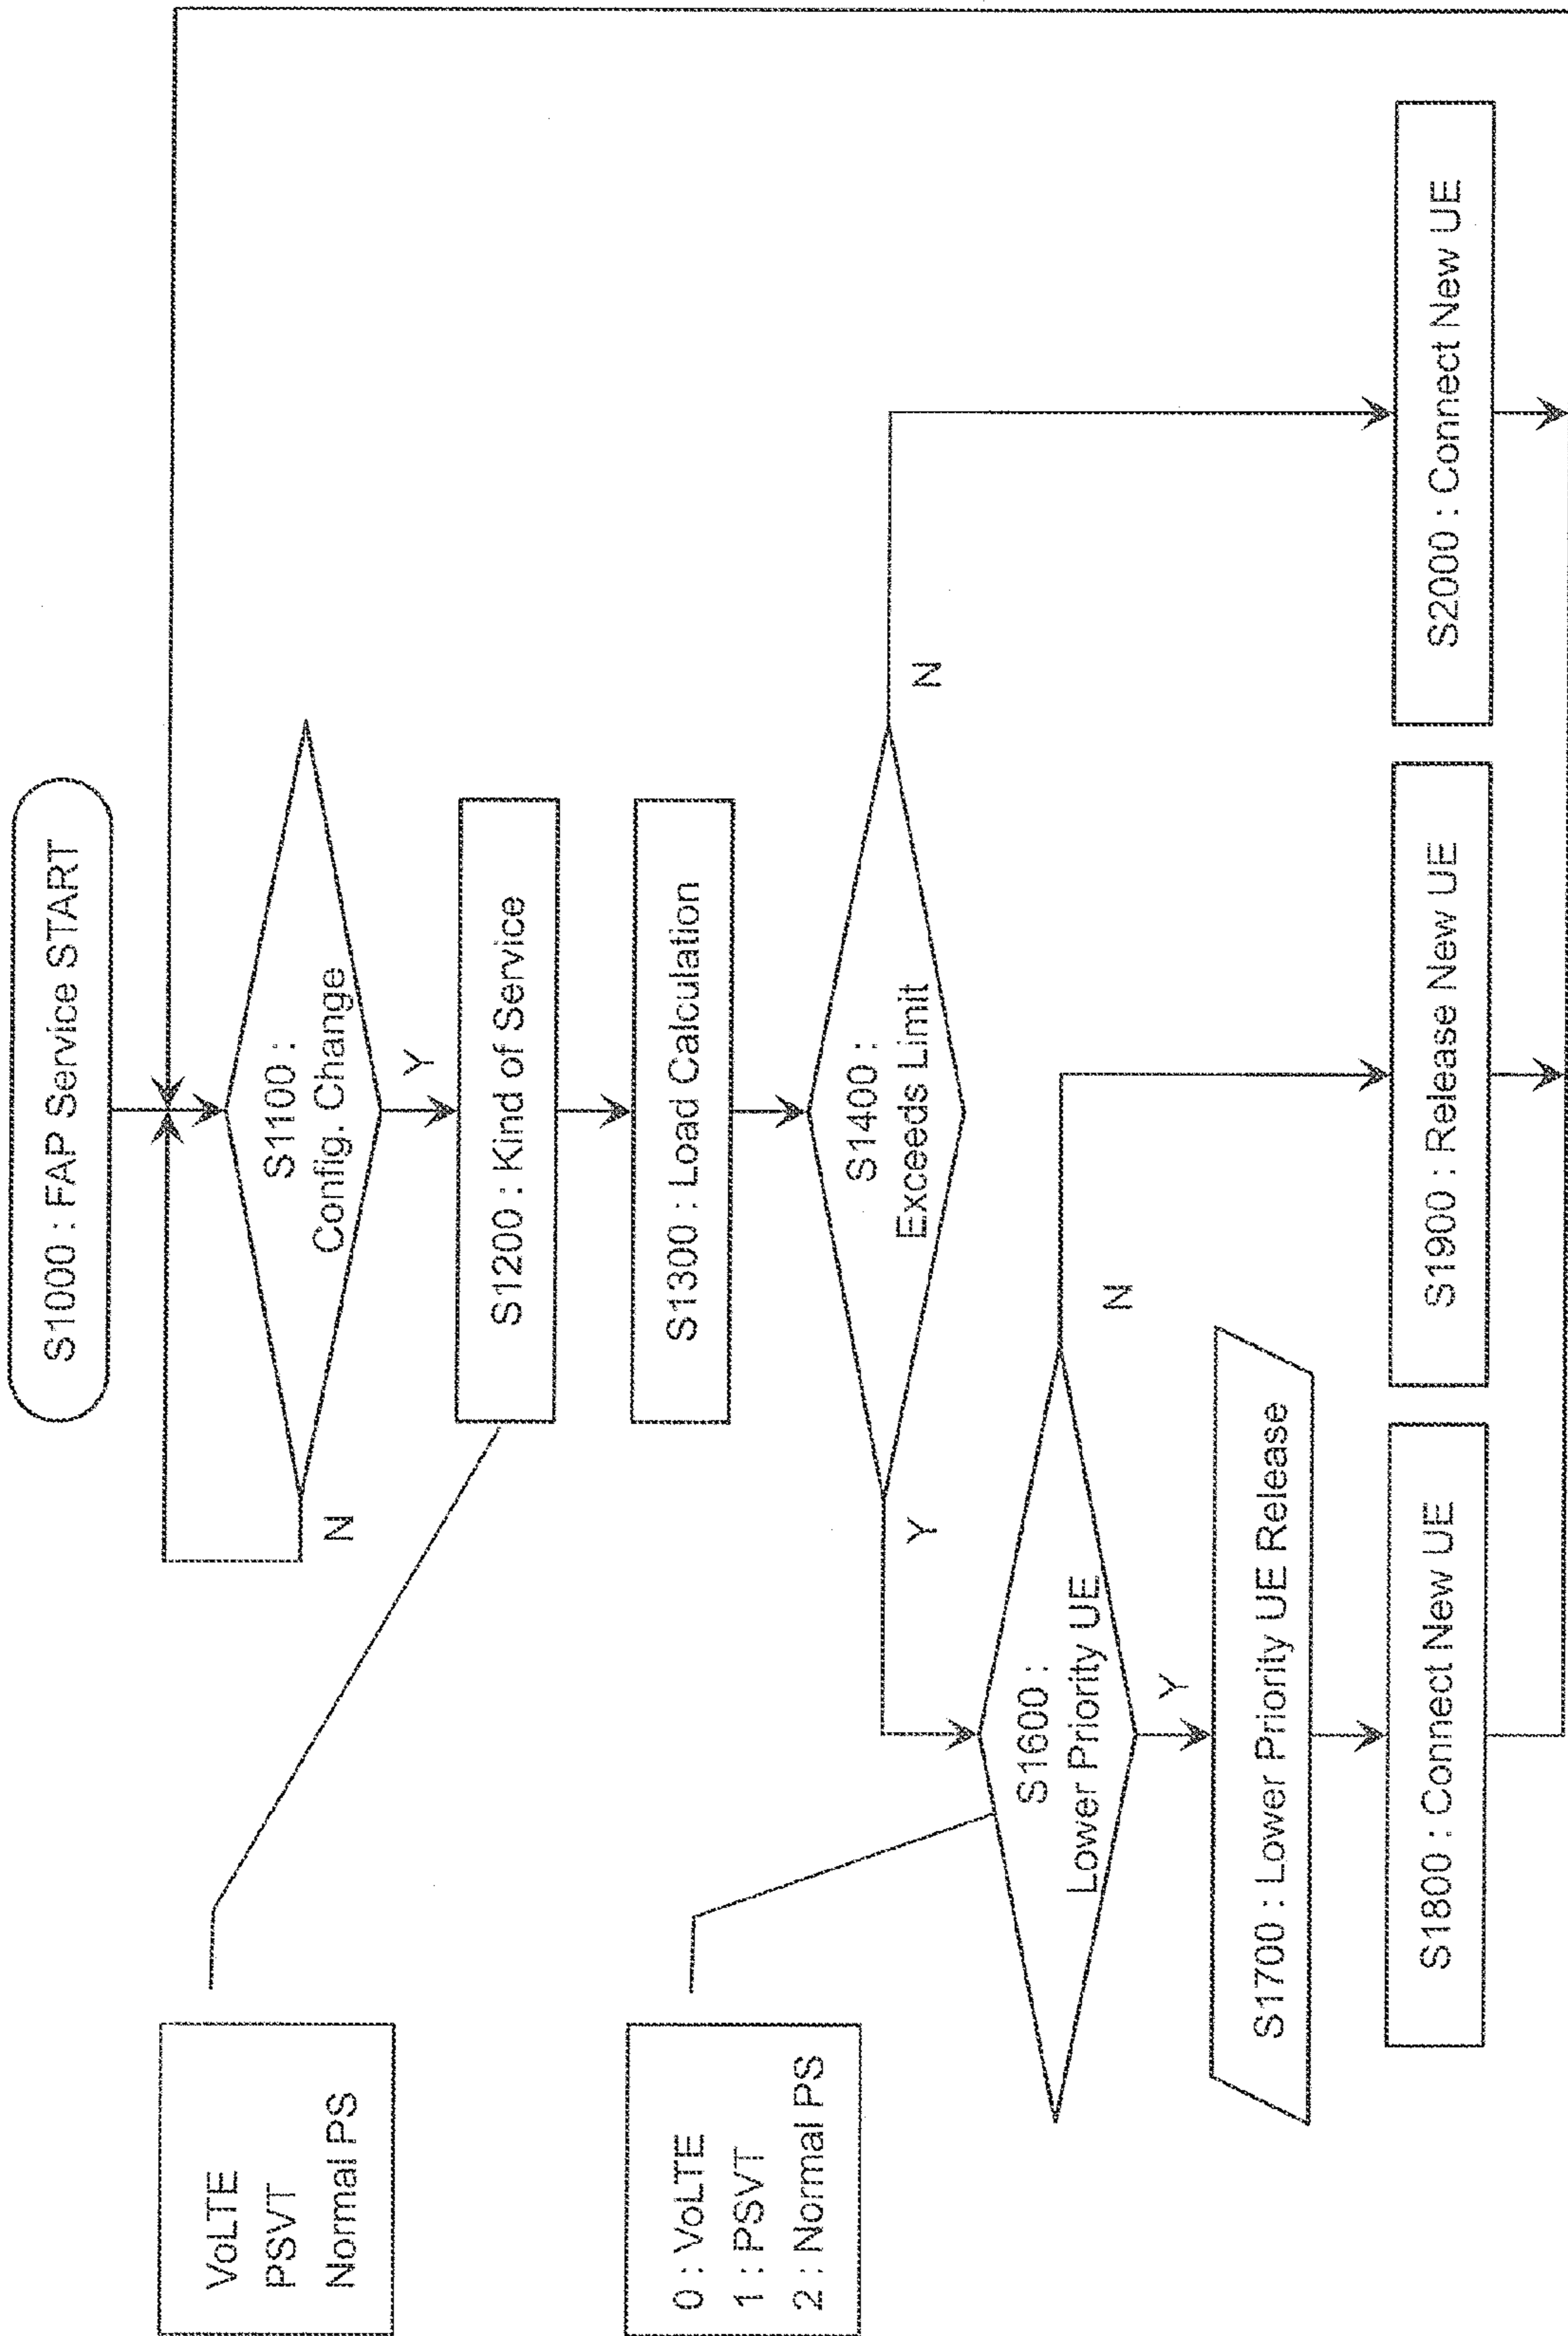 S1000 : FAP Service START
S1100 :
Config. Change
N
Y
VoLTE
PSVT
Normal PS
S1200 : Kind of Service
S1300 : Load Calculation
S1400 :
Exceeds Limit
Y
N
0 : VoLTE
1 : PSVT
2 : Normal PS
S1600 :
Lower Priority UE
Y
N
S1700 : Lower Priority UE Release
S1800 : Connect New UE
S1900 : Release New UE
S2000 : Connect New UE